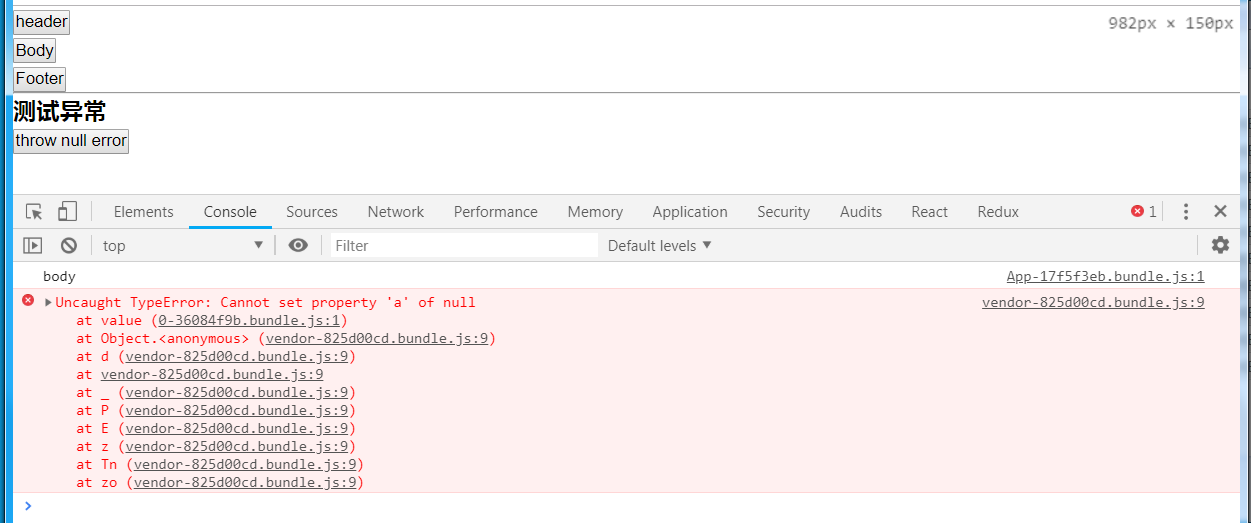 header
982px × 150px
Body
Footer
测试异常
throw null error
Elements Console Sources Network Performance Memory Application Security Audits React Redux 1
top Filter Default levels
body App-17f5f3eb.bundle.js:1
Uncaught TypeError: Cannot set property 'a' of null vendor-825d00cd.bundle.js:9
at value (0-36084f9b.bundle.js:1)
at Object.<anonymous> (vendor-825d00cd.bundle.js:9)
at d (vendor-825d00cd.bundle.js:9)
at vendor-825d00cd.bundle.js:9
at _ (vendor-825d00cd.bundle.js:9)
at P (vendor-825d00cd.bundle.js:9)
at E (vendor-825d00cd.bundle.js:9)
at z (vendor-825d00cd.bundle.js:9)
at Tn (vendor-825d00cd.bundle.js:9)
at zo (vendor-825d00cd.bundle.js:9)